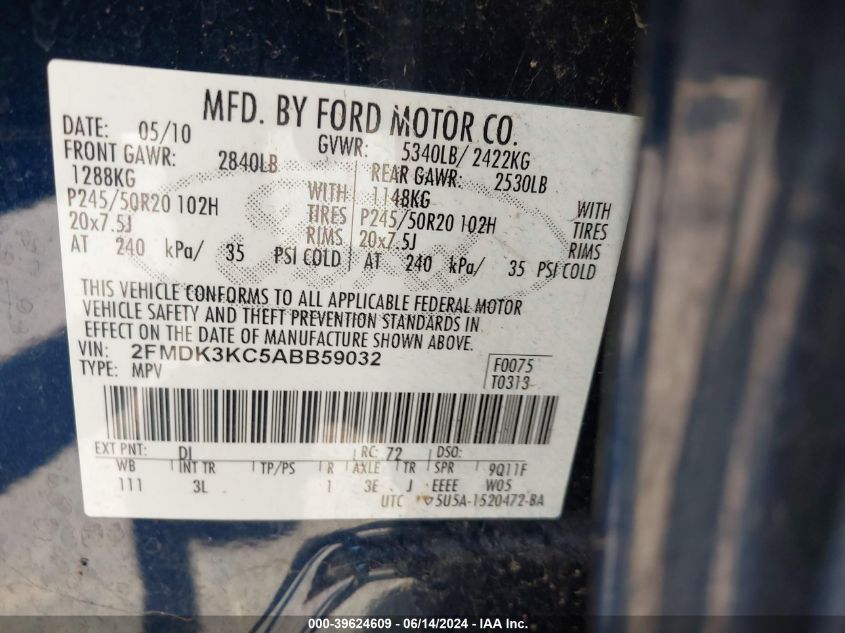 MFD. BY FORD MOTOR CO.
DATE: 05/10 GVWR: 5340LB/ 2422KG
FRONT GAWR: 2840LB REAR GAWR: 2530LB
1288KG WITH 1148KG WITH
P245/50R20 102H TIRES P245/50R20 102H TIRES
20x7.5J RIMS 20x7.5J RIMS
AT 240 kPa/ 35 PSI COLD AT 240 kPa/ 35 PSI COLD
THIS VEHICLE CONFORMS TO ALL APPLICABLE FEDERAL MOTOR
VEHICLE SAFETY AND THEFT PREVENTION STANDARDS IN
EFFECT ON THE DATE OF MANUFACTURE SHOWN ABOVE.
VIN: 2FMDK3KC5ABB59032 F0075
TYPE: MPV T0313
EXT PNT: DI RC: 72 DSO:
WB INT TR TP/PS R AXLE TR SPR 9Q11F
111 3L 1 3E J EEEE W05
UTC 5U5A-1520472-BA
000-39624609 / 06/14/2024 - IAA Inc.